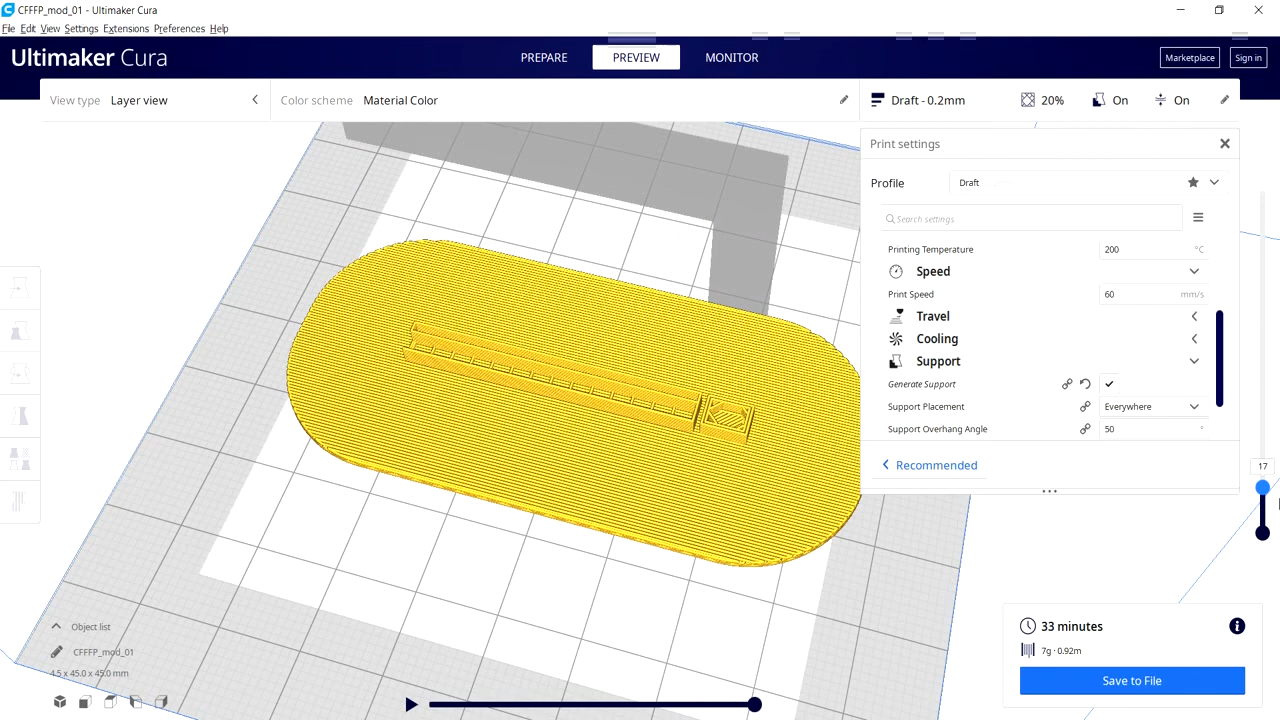 CFFFP_mod_01 - Ultimaker Cura
File Edit View Settings Extensions Preferences Help
Ultimaker Cura
PREPARE
PREVIEW
MONITOR
Marketplace
Sign in
View type Layer view
Color scheme Material Color
Draft - 0.2mm
20%
On
On
Print settings
Profile
Draft
Search settings
Printing Temperature 200 °C
Speed
Print Speed 60 mm/s
Travel
Cooling
Support
Generate Support
Support Placement Everywhere
Support Overhang Angle 50 °
Recommended
17
Object list
CFFFP_mod_01
4.5 x 45.0 x 45.0 mm
33 minutes
7g · 0.92m
Save to File